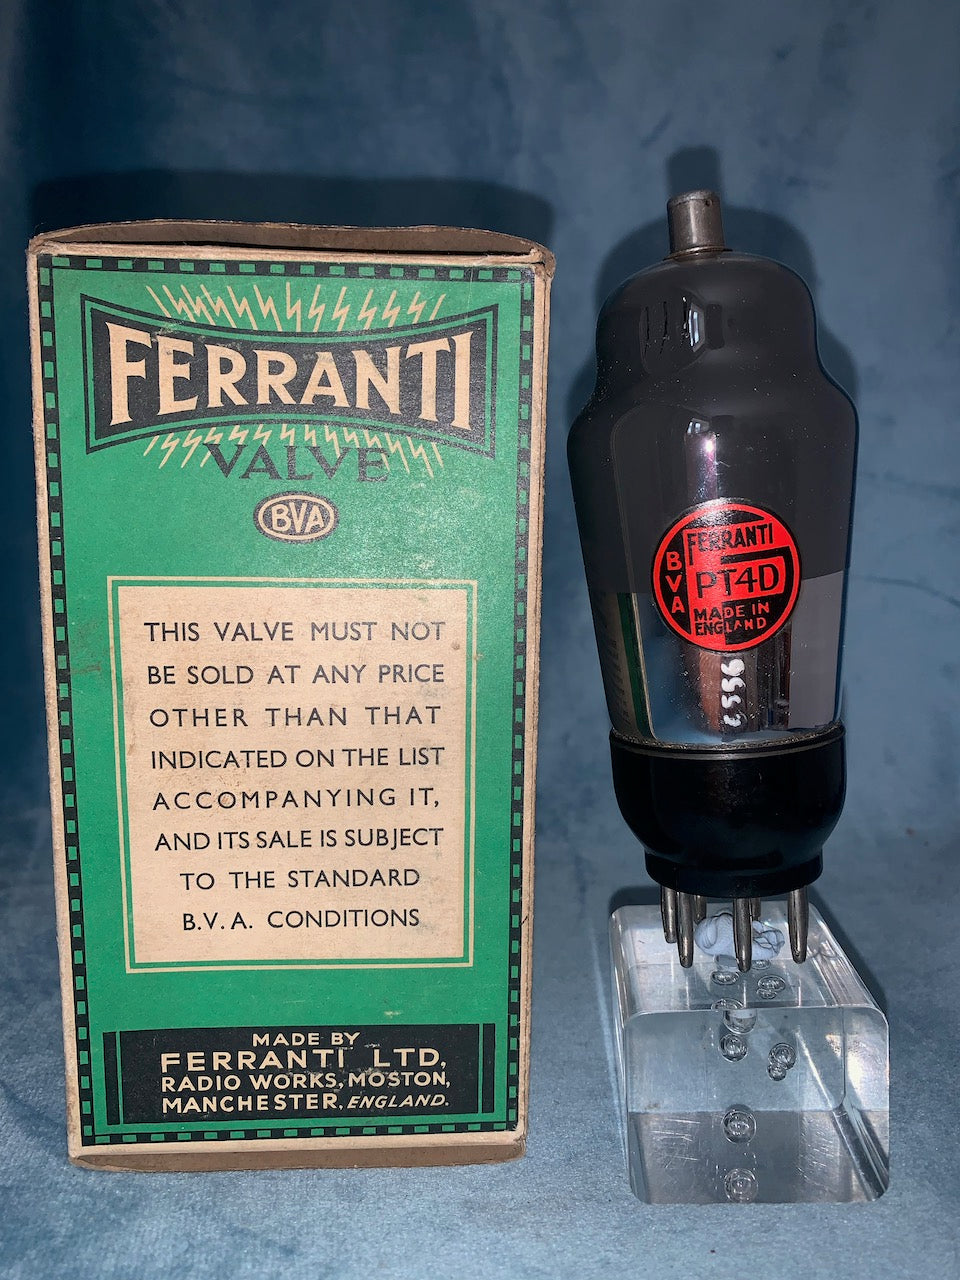 FERRANTI
VALVE
BVA
THIS VALVE MUST NOT
BE SOLD AT ANY PRICE
OTHER THAN THAT
INDICATED ON THE LIST
ACCOMPANYING IT,
AND ITS SALE IS SUBJECT
TO THE STANDARD
B.V.A. CONDITIONS
MADE BY
FERRANTI LTD,
RADIO WORKS, MOSTON,
MANCHESTER, ENGLAND.
BVA
FERRANTI
PT4D
MADE IN
ENGLAND